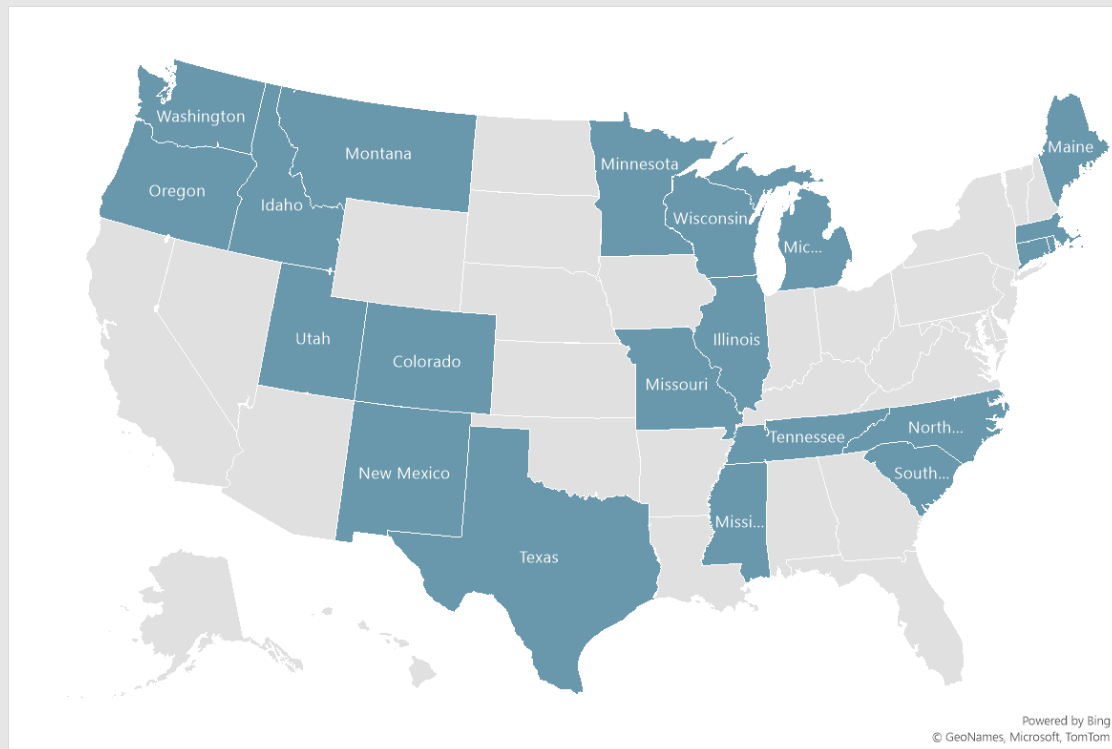 Washington
Montana
Maine
Minnesota
Oregon
Idaho
Wisconsin
Mic...
Utah
Illinois
Colorado
Missouri
North...
Tennessee
New Mexico
South...
Missi...
Texas
Powered by Bing
© GeoNames, Microsoft, TomTom